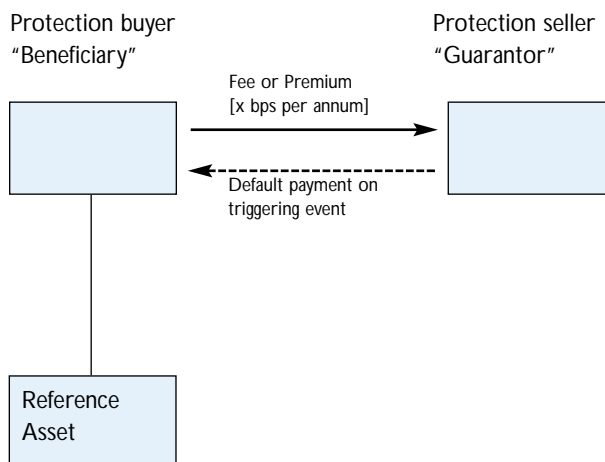 Protection buyer
“Beneficiary”
Protection seller
“Guarantor”
Fee or Premium
[x bps per annum]
Default payment on
triggering event
Reference
Asset